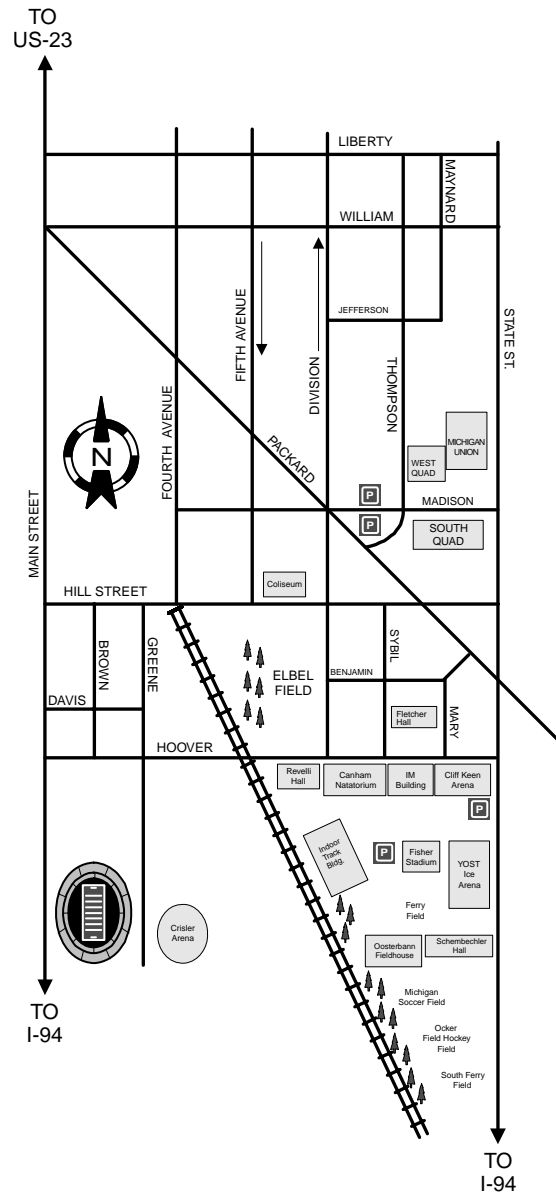 TO
US-23
LIBERTY
MAYNARD
WILLIAM
JEFFERSON
FIFTH AVENUE
DIVISION
THOMPSON
STATE ST.
FOURTH AVENUE
PACKARD
MICHIGAN
UNION
WEST
QUAD
N
P
MADISON
P
SOUTH
QUAD
MAIN STREET
Coliseum
HILL STREET
BROWN
GREENE
SYBIL
ELBEL
FIELD
BENJAMIN
DAVIS
Fletcher
Hall
MARY
HOOVER
Revelli
Hall
Canham
Natatorium
IM
Building
Cliff Keen
Arena
P
Indoor
Track
Bldg.
P
Fisher
Stadium
YOST
Ice
Arena
Ferry
Field
Crisler
Arena
Oosterbann
Fieldhouse
Schembechler
Hall
Michigan
Soccer Field
TO
I-94
Ocker
Field Hockey
Field
South Ferry
Field
TO
I-94